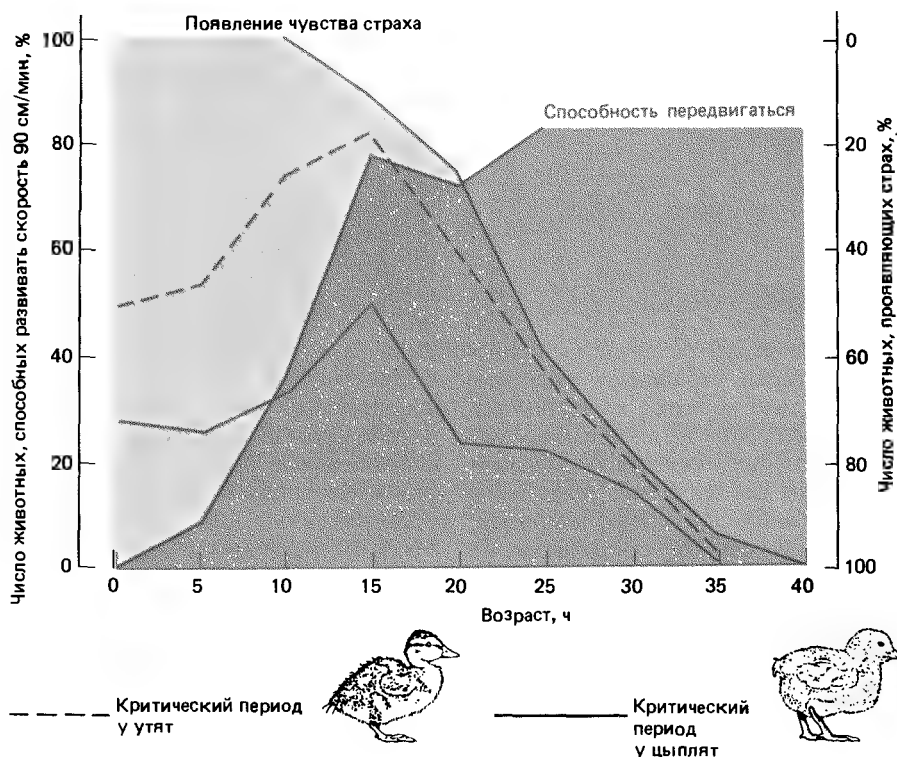 Появление чувства страха
Число животных, способных развивать скорость 90 см/мин, %
100
80
60
40
20
0
Способность передвигаться
0
20
40
60
80
100
Число животных, проявляющих страх, %
0
5
10
15
20
25
30
35
40
Возраст, ч
Критический период
у утят
Критический
период
у цыплят